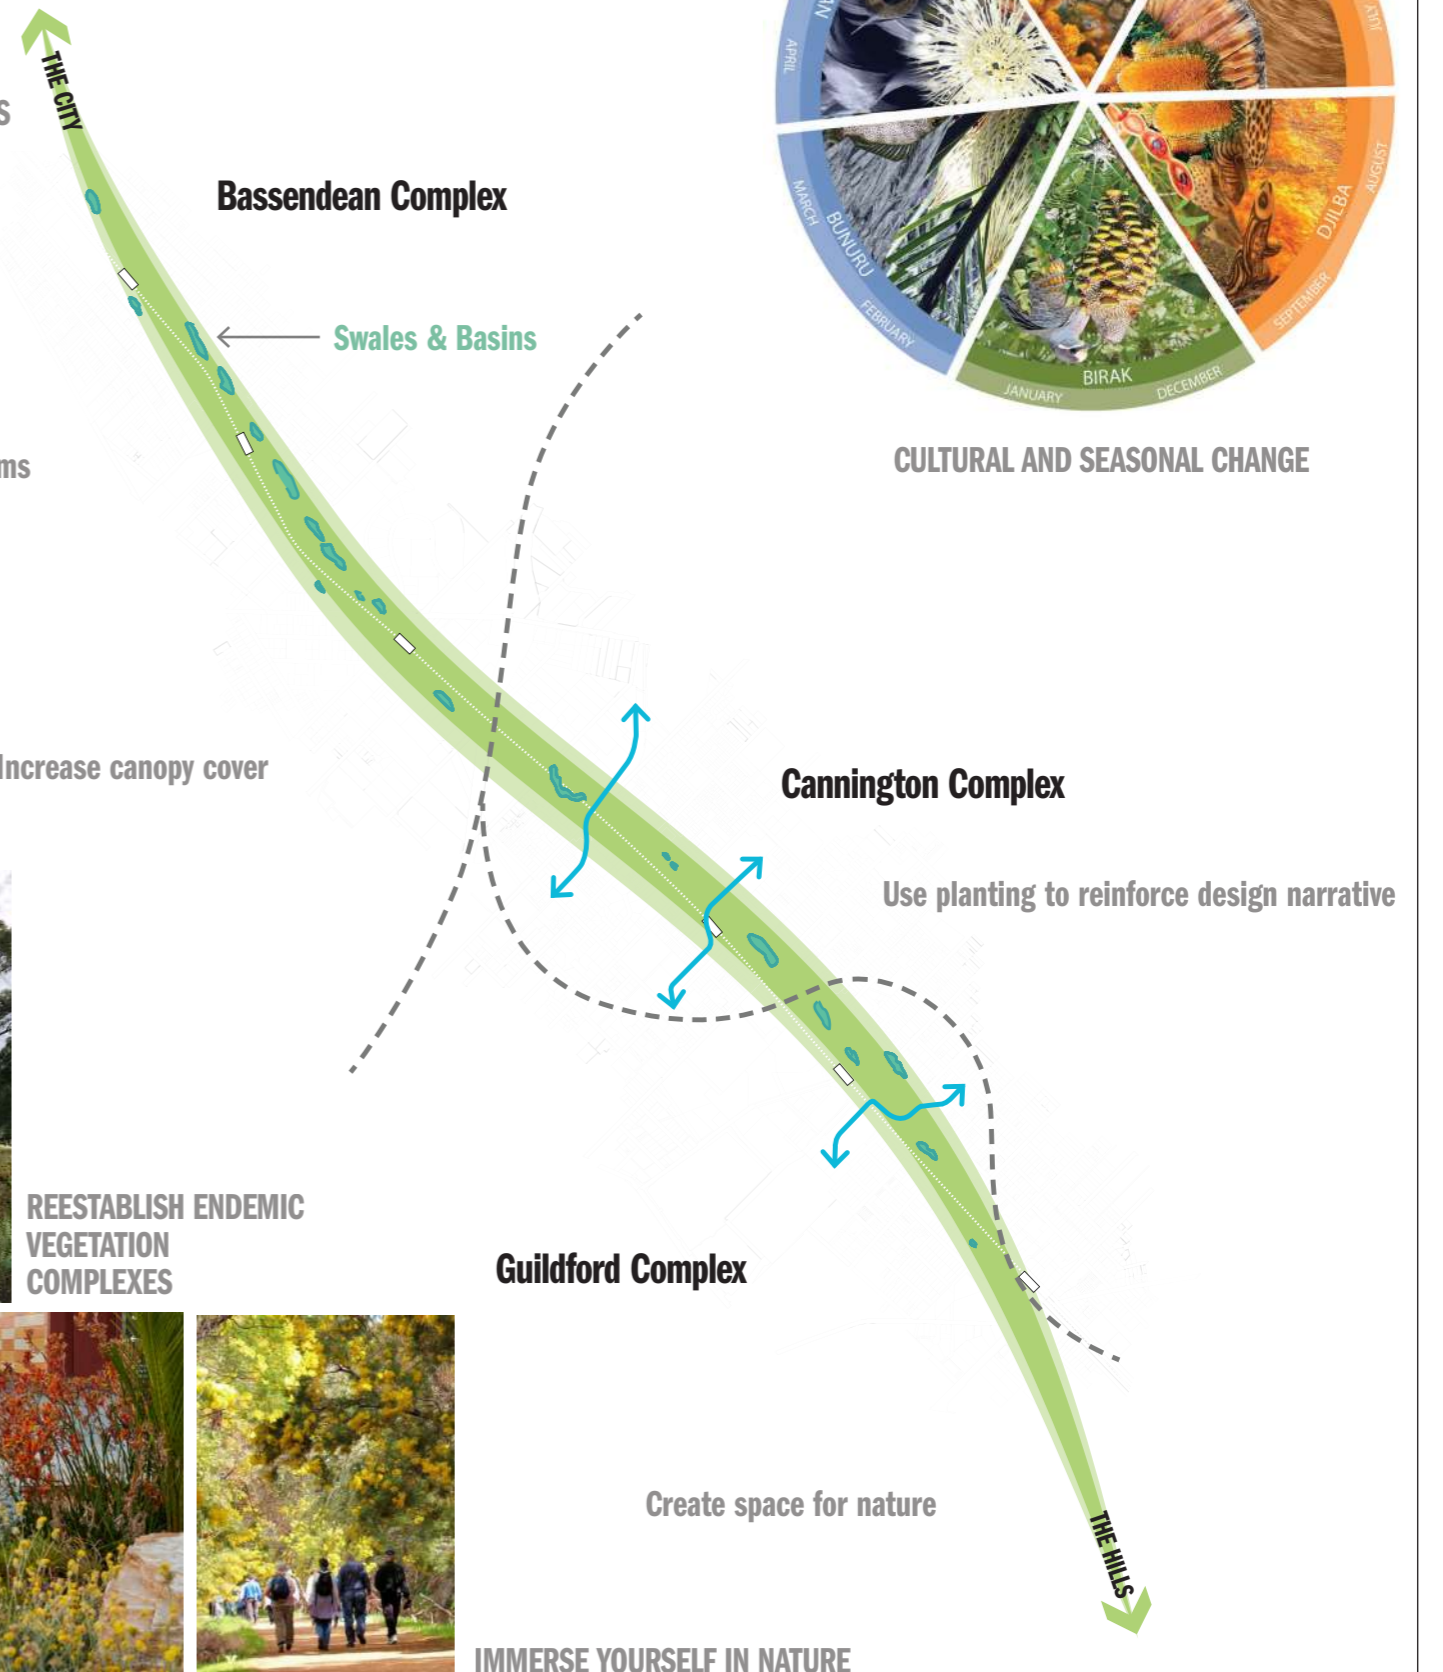 THE CITY
S
Bassendean Complex
Swales & Basins
ms
APRIL
MARCH
BUNURU
FEBRUARY
JANUARY
BIRAK
DECEMBER
SEPTEMBER
DJILBA
AUGUST
JULY
CULTURAL AND SEASONAL CHANGE
Increase canopy cover
Cannington Complex
Use planting to reinforce design narrative
REESTABLISH ENDEMIC
VEGETATION
COMPLEXES
Guildford Complex
Create space for nature
THE HILLS
IMMERSE YOURSELF IN NATURE